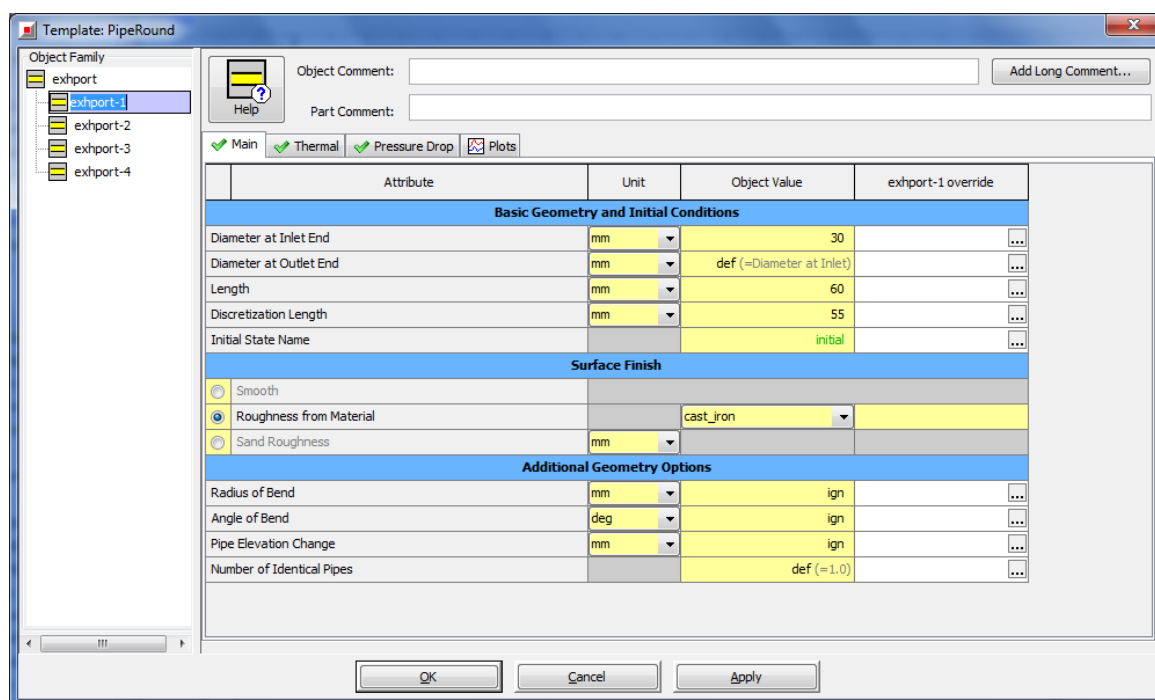 Template: PipeRound
X
Object Family
exhport
exhport-1
exhport-2
exhport-3
exhport-4
Help
?
Object Comment:
Add Long Comment...
Part Comment:
Main Thermal Pressure Drop Plots
Attribute Unit Object Value exhport-1 override
Basic Geometry and Initial Conditions
Diameter at Inlet End mm 30 ...
Diameter at Outlet End mm def (=Diameter at Inlet) ...
Length mm 60 ...
Discretization Length mm 55 ...
Initial State Name initial ...
Surface Finish
Smooth
Roughness from Material cast_iron
Sand Roughness mm
Additional Geometry Options
Radius of Bend mm ign ...
Angle of Bend deg ign ...
Pipe Elevation Change mm ign ...
Number of Identical Pipes def (=1.0) ...
OK Cancel Apply